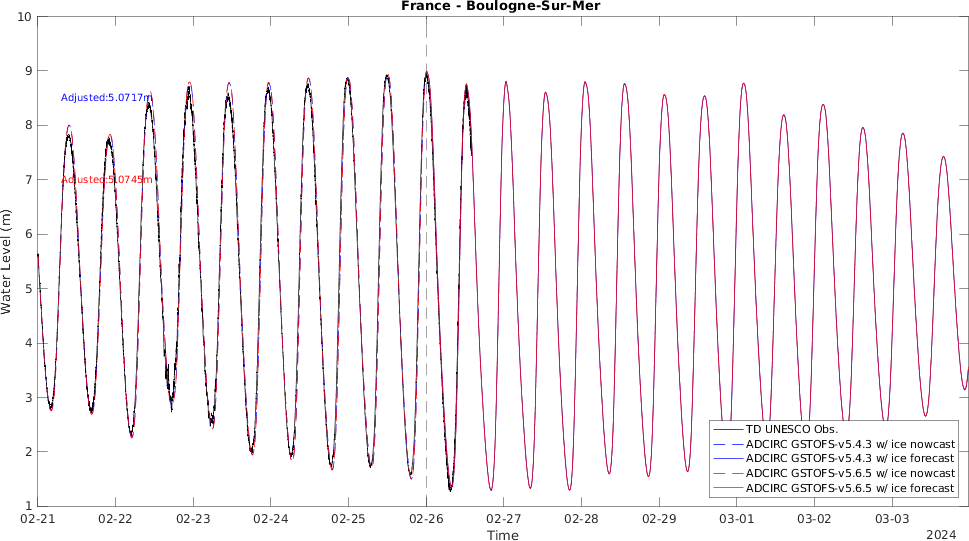 France - Boulogne-Sur-Mer
10
9
8
7
6
5
4
3
2
1
Water Level (m)
Adjusted:5.0717m
Adjusted:5.0745m
TD UNESCO Obs.
ADCIRC GSTOFS-v5.4.3 w/ ice nowcast
ADCIRC GSTOFS-v5.4.3 w/ ice forecast
ADCIRC GSTOFS-v5.6.5 w/ ice nowcast
ADCIRC GSTOFS-v5.6.5 w/ ice forecast
02-21 02-22 02-23 02-24 02-25 02-26 02-27 02-28 02-29 03-01 03-02 03-03
Time
2024